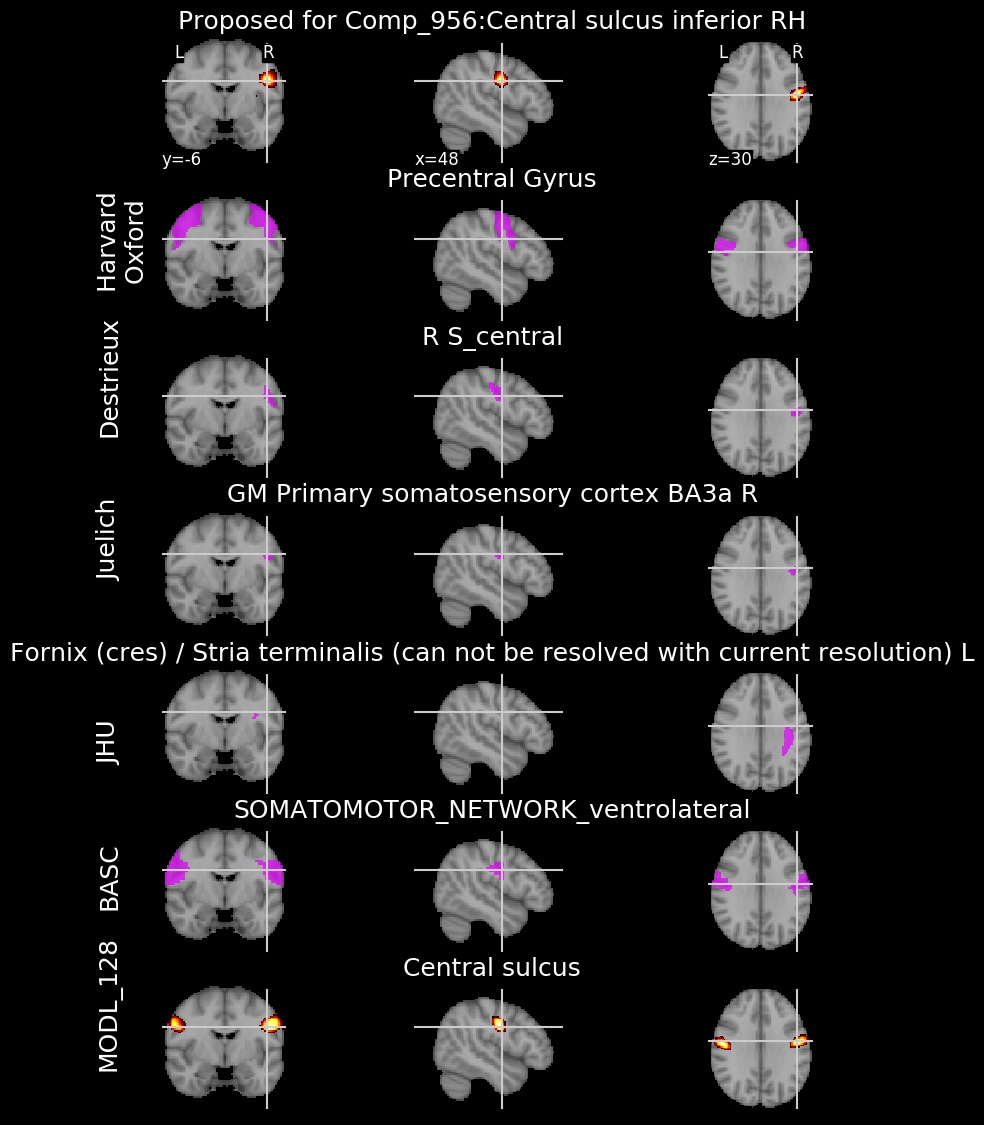 Proposed for Comp_956:Central sulcus inferior RH
L R L R
y=-6 x=48 z=30
Precentral Gyrus
Harvard
Oxford
R S_central
Destrieux
GM Primary somatosensory cortex BA3a R
Juelich
Fornix (cres) / Stria terminalis (can not be resolved with current resolution) L
JHU
SOMATOMOTOR_NETWORK_ventrolateral
BASC
Central sulcus
MODL_128